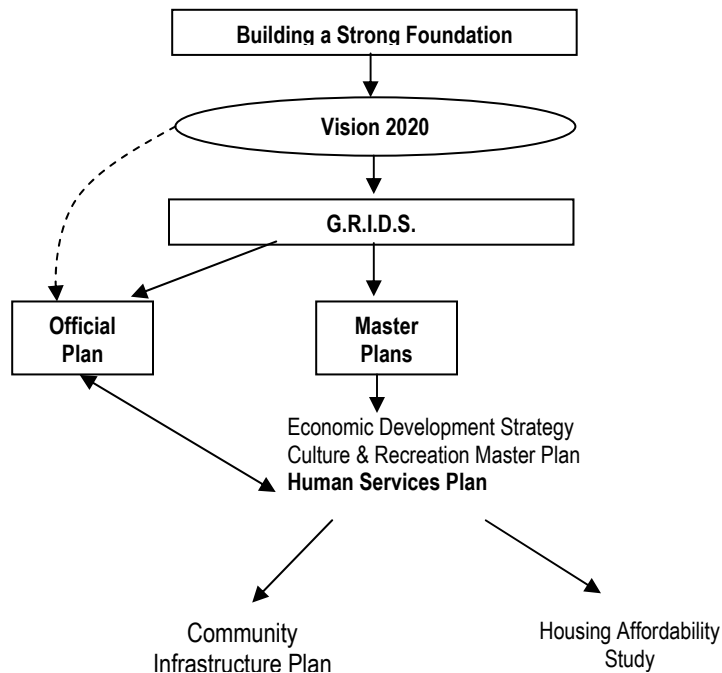 Building a Strong Foundation
Vision 2020
G.R.I.D.S.
Official
Plan
Master
Plans
Economic Development Strategy
Culture & Recreation Master Plan
Human Services Plan
Community
Infrastructure Plan
Housing Affordability
Study